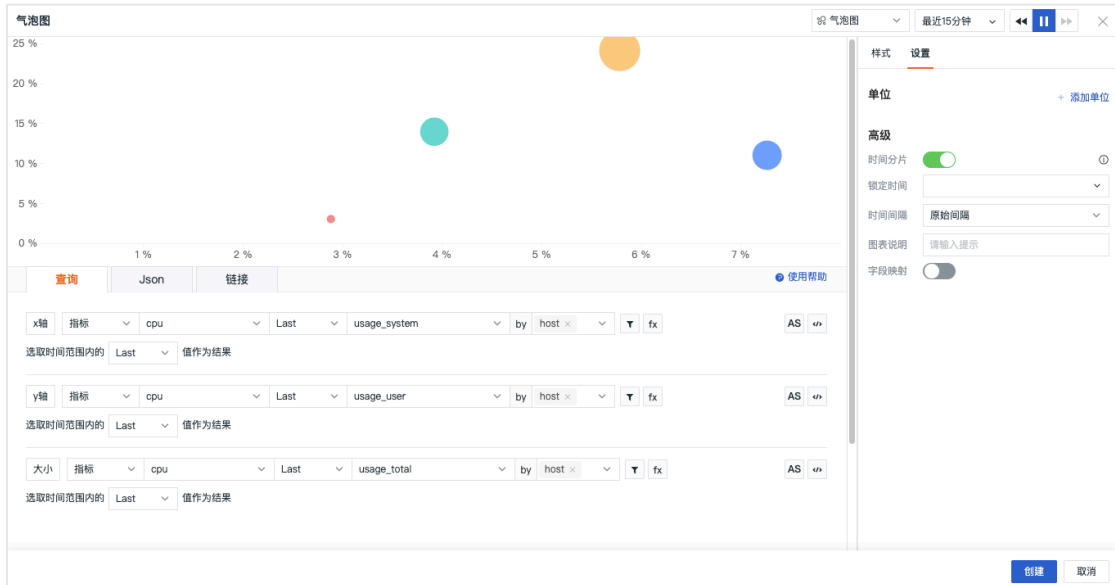 气泡图 气泡图 最近15分钟
样式 设置
25 %
20 %
15 %
10 %
5 %
0 %
1 % 2 % 3 % 4 % 5 % 6 % 7 %
单位 + 添加单位
高级
时间分片
锁定时间
时间间隔 原始间隔
图表说明 请输入提示
字段映射
查询 Json 链接 使用帮助
x轴 指标 cpu Last usage_system by host × fx AS </>
选取时间范围内的 Last 值作为结果
y轴 指标 cpu Last usage_user by host × fx AS </>
选取时间范围内的 Last 值作为结果
大小 指标 cpu Last usage_total by host × fx AS </>
选取时间范围内的 Last 值作为结果
创建 取消